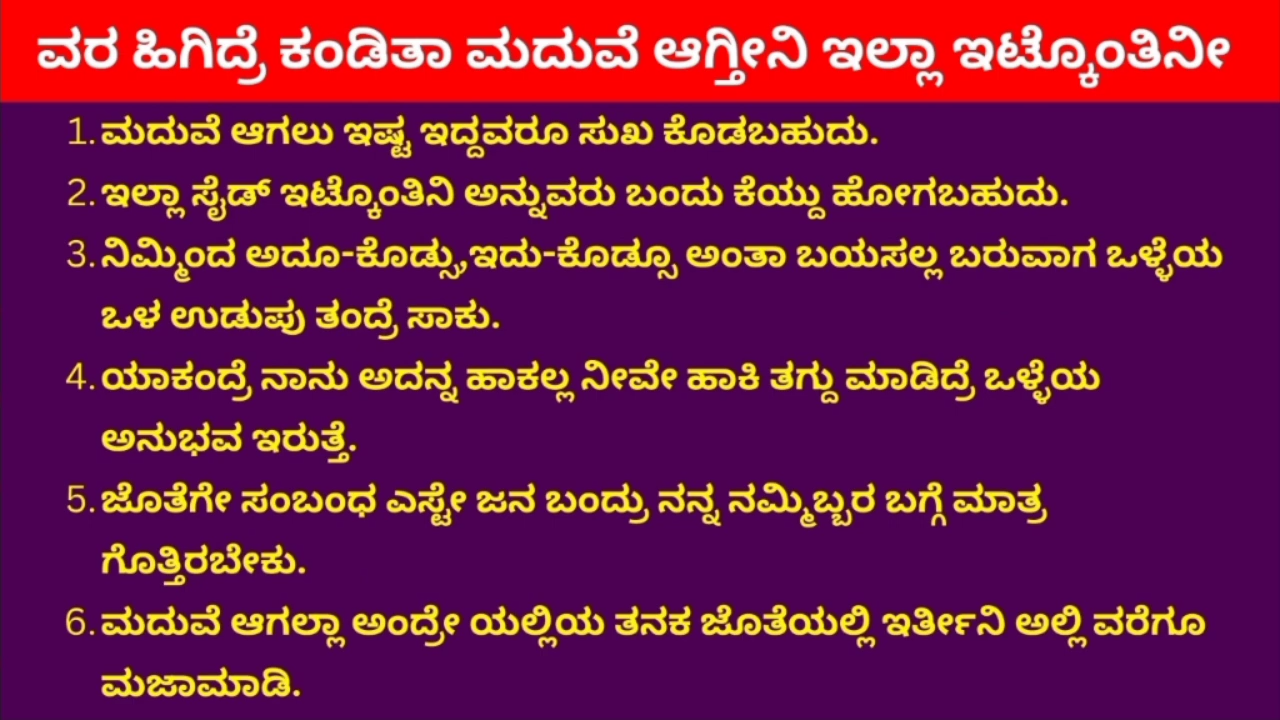 ವರ ಹಿಗಿದ್ರೆ ಕಂಡಿತಾ ಮದುವೆ ಆಗ್ತೀನಿ ಇಲ್ಲಾ ಇಟ್ಕೊಂತಿನೀ
1. ಮದುವೆ ಆಗಲು ಇಷ್ಟ ಇದ್ದವರೂ ಸುಖ ಕೊಡಬಹುದು.
2. ಇಲ್ಲಾ ಸೈಡ್ ಇಟ್ಕೊಂತಿನಿ ಅನ್ನುವರು ಬಂದು ಕೆಯ್ದು ಹೋಗಬಹುದು.
3. ನಿಮ್ಮಿಂದ ಅದೂ-ಕೊಡ್ಸು,ಇದು-ಕೊಡ್ಸೂ ಅಂತಾ ಬಯಸಲ್ಲ ಬರುವಾಗ ಒಳ್ಳೆಯ
ಒಳ ಉಡುಪು ತಂದ್ರೆ ಸಾಕು.
4. ಯಾಕಂದ್ರೆ ನಾನು ಅದನ್ನ ಹಾಕಲ್ಲ ನೀವೇ ಹಾಕಿ ತಗ್ದು ಮಾಡಿದ್ರೆ ಒಳ್ಳೆಯ
ಅನುಭವ ಇರುತ್ತೆ.
5. ಜೊತೆಗೇ ಸಂಬಂಧ ಎಸ್ಟೇ ಜನ ಬಂದ್ರು ನನ್ನ ನಮ್ಮಿಬ್ಬರ ಬಗ್ಗೆ ಮಾತ್ರ
ಗೊತ್ತಿರಬೇಕು.
6. ಮದುವೆ ಆಗಲ್ಲಾ ಅಂದ್ರೇ ಯಲ್ಲಿಯ ತನಕ ಜೊತೆಯಲ್ಲಿ ಇರ್ತೀನಿ ಅಲ್ಲಿ ವರೆಗೂ
ಮಜಾಮಾಡಿ.